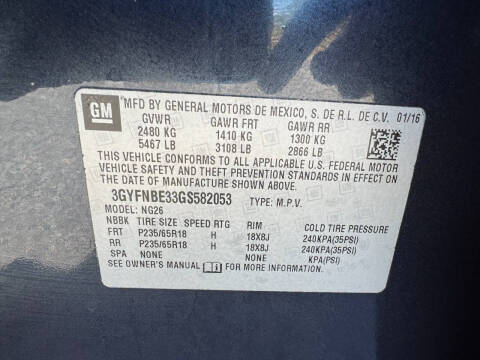 GM
MFD BY GENERAL MOTORS DE MEXICO, S. DE R.L. DE C.V. 01/16
GVWR GAWR FRT GAWR RR
2480 KG 1410 KG 1300 KG
5467 LB 3108 LB 2866 LB
THIS VEHICLE CONFORMS TO ALL APPLICABLE U.S. FEDERAL MOTOR
VEHICLE SAFETY AND THEFT PREVENTION STANDARDS IN EFFECT
ON THE DATE OF MANUFACTURE SHOWN ABOVE.
3GYFNBE33GS582053 TYPE: M.P.V.
MODEL: NG26
NBBK TIRE SIZE SPEED RTG RIM COLD TIRE PRESSURE
FRT P235/65R18 H 18X8J 240KPA(35PSI)
RR P235/65R18 H 18X8J 240KPA(35PSI)
SPA NONE NONE KPA(PSI)
SEE OWNER'S MANUAL FOR MORE INFORMATION.